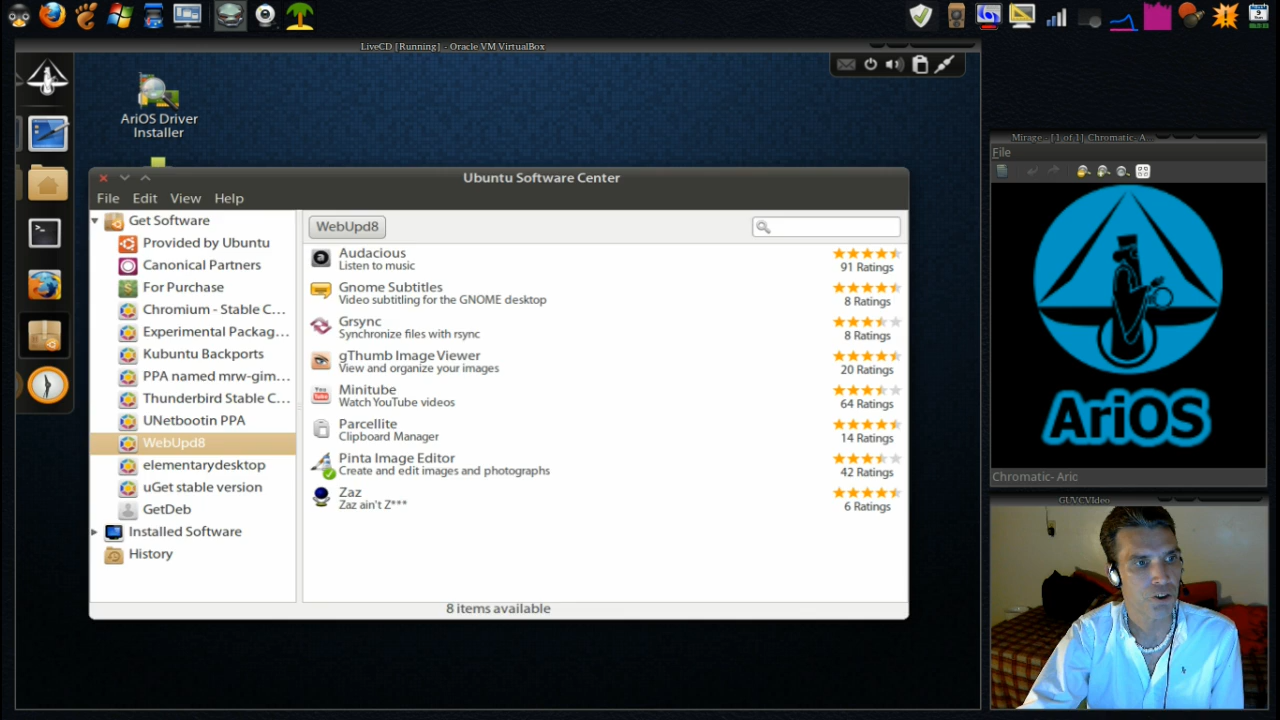 LiveCD [Running] - Oracle VM VirtualBox
AriOS Driver
Installer
Ubuntu Software Center
File Edit View Help
Get Software
Provided by Ubuntu
Canonical Partners
For Purchase
Chromium - Stable C...
Experimental Packag...
Kubuntu Backports
PPA named mrw-gim...
Thunderbird Stable C...
UNetbootin PPA
WebUpd8
elementarydesktop
uGet stable version
GetDeb
Installed Software
History
WebUpd8
Audacious
Listen to music
91 Ratings
Gnome Subtitles
Video subtitling for the GNOME desktop
8 Ratings
Grsync
Synchronize files with rsync
8 Ratings
gThumb Image Viewer
View and organize your images
20 Ratings
Minitube
Watch YouTube videos
64 Ratings
Parcellite
Clipboard Manager
14 Ratings
Pinta Image Editor
Create and edit images and photographs
42 Ratings
Zaz
Zaz ain't Z***
6 Ratings
8 items available
Mirage - [1 of 1] Chromatic- A...
File
AriOS
Chromatic- Aric
GUVCVideo